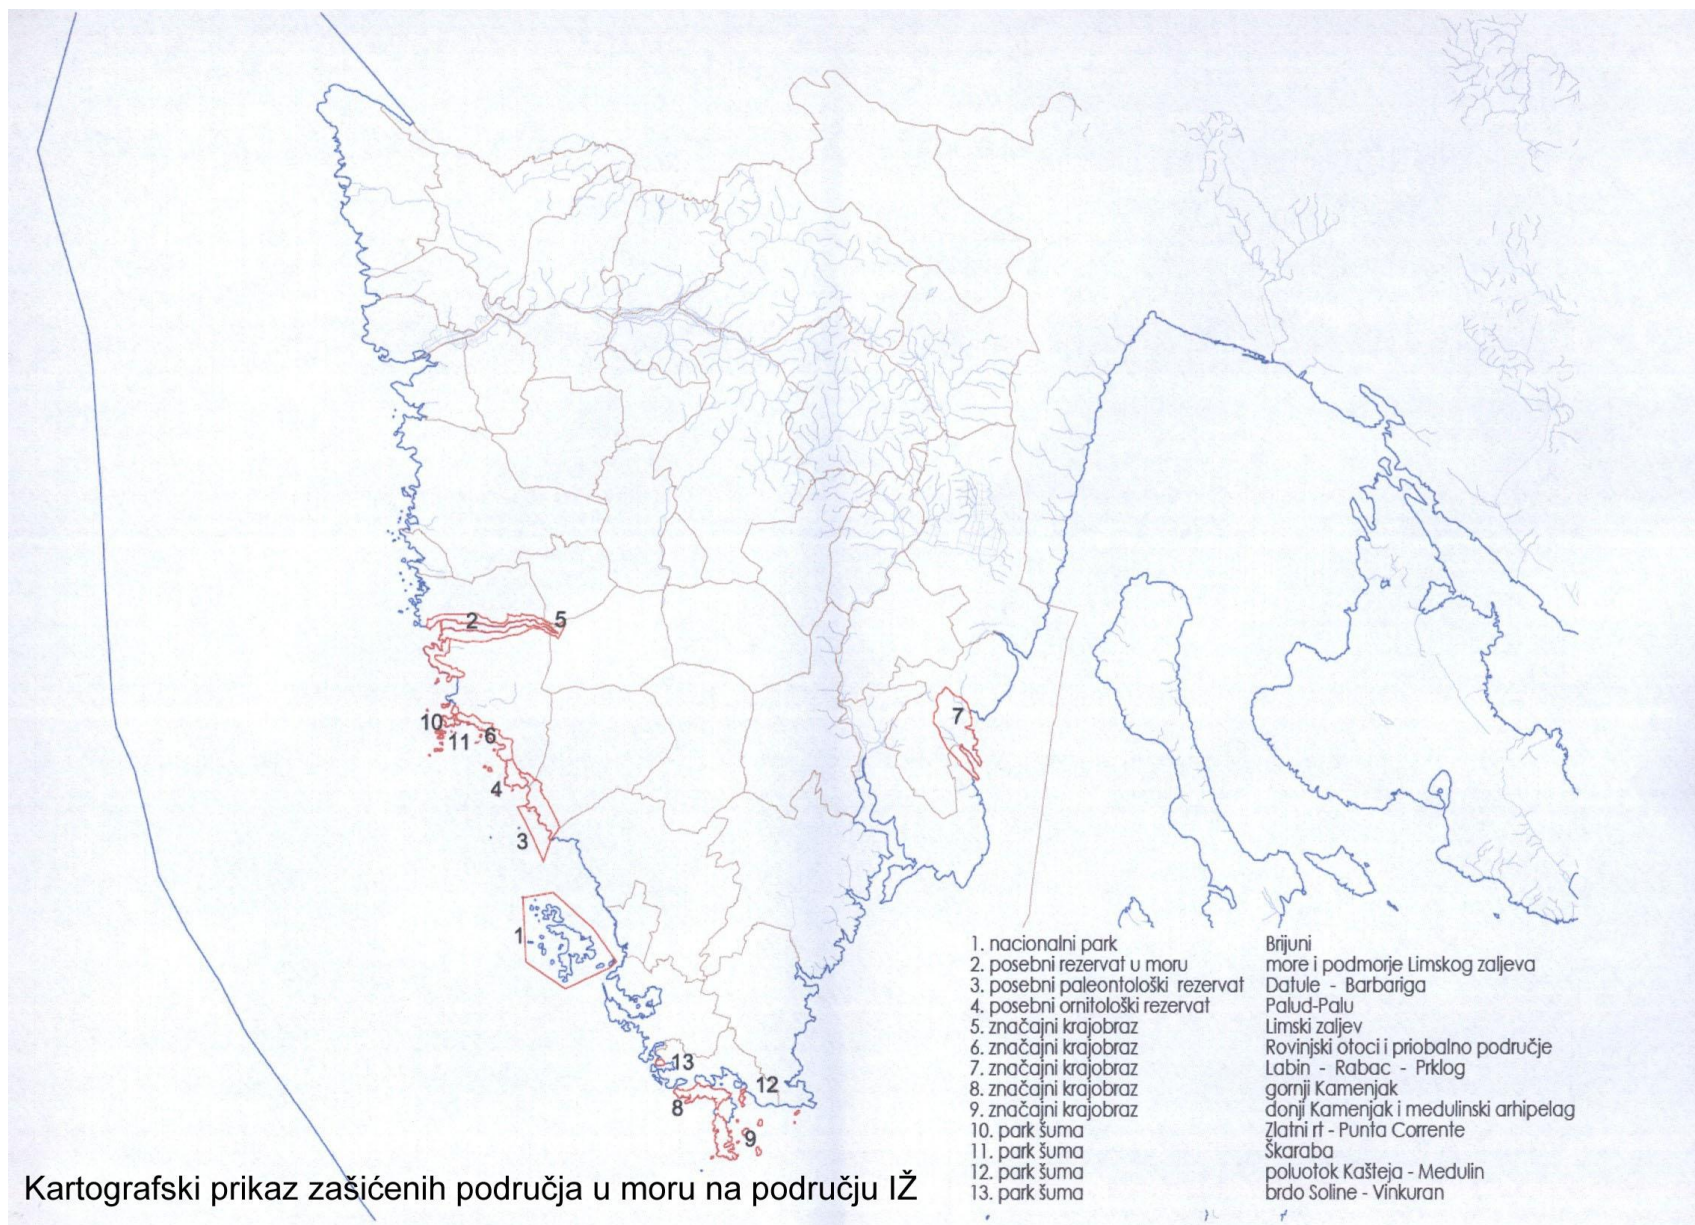 2
5
7
10
11
6
4
3
1
13
12
8
9
1. nacionalni park Brijuni
2. posebni rezervat u moru more i podmorje Limskog zaljeva
3. posebni paleontološki rezervat Datule - Barbariga
4. posebni ornitološki rezervat Palud-Palu
5. značajni krajobraz Limski zaljev
6. značajni krajobraz Rovinjski otoci i priobalno područje
7. značajni krajobraz Labin - Rabac - Prklog
8. značajni krajobraz gornji Kamenjak
9. značajni krajobraz donji Kamenjak i medulinski arhipelag
10. park šuma Zlatni rt - Punta Corrente
11. park šuma Škaraba
12. park šuma poluotok Kašteja - Medulin
13. park šuma brdo Soline - Vinkuran
Kartografski prikaz zašićenih područja u moru na području IŽ